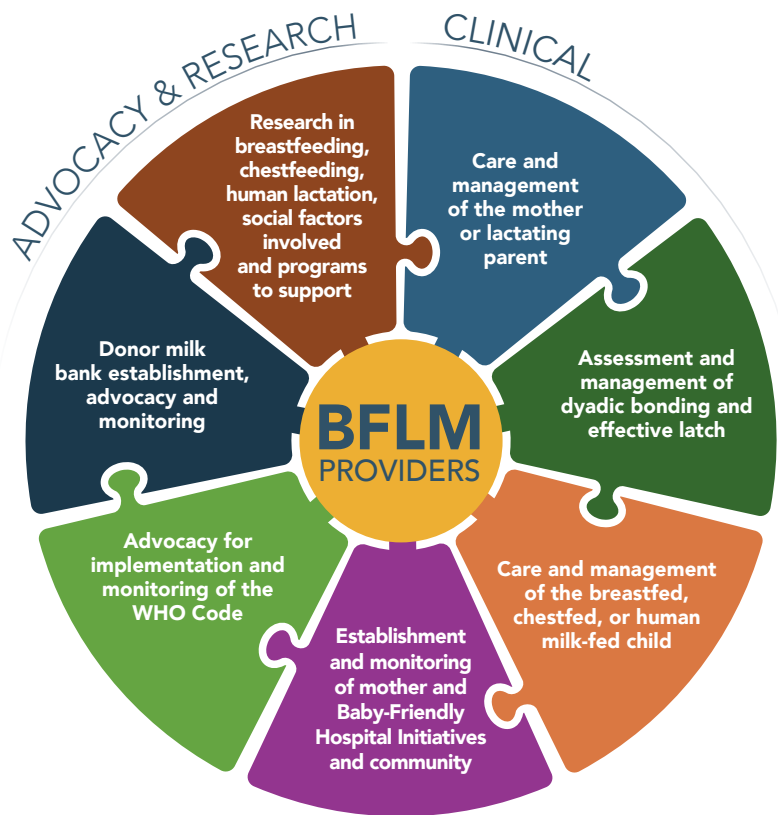 ADVOCACY & RESEARCH
CLINICAL
Research in
breastfeeding,
chestfeeding,
human lactation,
social factors
involved
and programs
to support
Care and
management
of the mother
or lactating
parent
Assessment and
management of
dyadic bonding and
effective latch
Care and management
of the breastfed,
chestfed, or human
milk-fed child
Establishment
and monitoring
of mother and
Baby-Friendly
Hospital Initiatives
and community
Advocacy for
implementation and
monitoring of the
WHO Code
Donor milk
bank establishment,
advocacy and
monitoring
BFLM
PROVIDERS